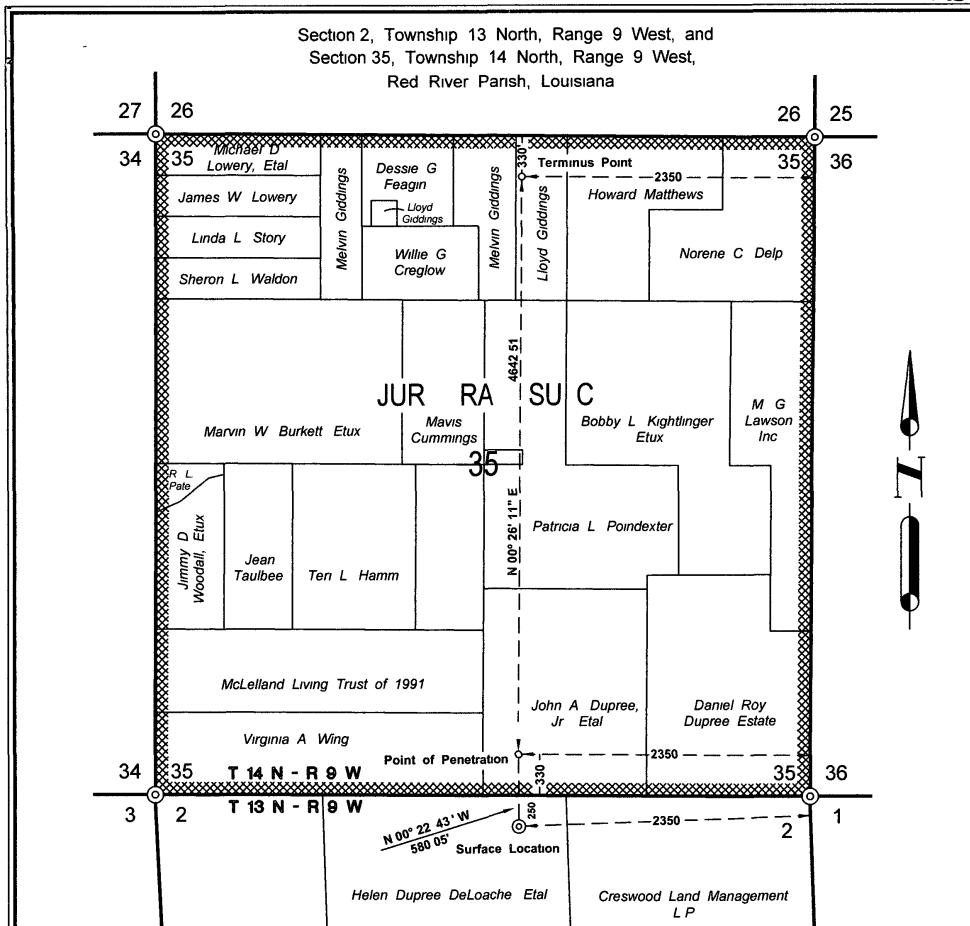 Section 2, Township 13 North, Range 9 West, and
Section 35, Township 14 North, Range 9 West,
Red River Parish, Louisiana
27 26
26 25
34 35
35 36
Michael D
Lowery, Etal
James W Lowery
Linda L Story
Sheron L Waldon
Melvin Giddings
Dessie G
Feagin
Lloyd
Giddings
Willie G
Creglow
Melvin Giddings
330
Terminus Point
2350
Lloyd Giddings
Howard Matthews
Norene C Delp
4642 51
JUR RA SU C
Marvin W Burkett Etux
Mavis
Cummings
Bobby L Kightlinger
Etux
M G
Lawson
Inc
35
R L
Pate
Jimmy D
Woodall, Etux
Jean
Taulbee
Teri L Hamm
N 00° 26' 11" E
Patricia L Poindexter
N
McLelland Living Trust of 1991
John A Dupree,
Jr Etal
Daniel Roy
Dupree Estate
Virginia A Wing
Point of Penetration
2350
330
34 35
T 14 N - R 9 W
35 36
3 2
T 13 N - R 9 W
2 1
N 00° 22 43' W
580 05'
250
2350
Surface Location
Helen Dupree DeLoache Etal
Creswood Land Management
L P